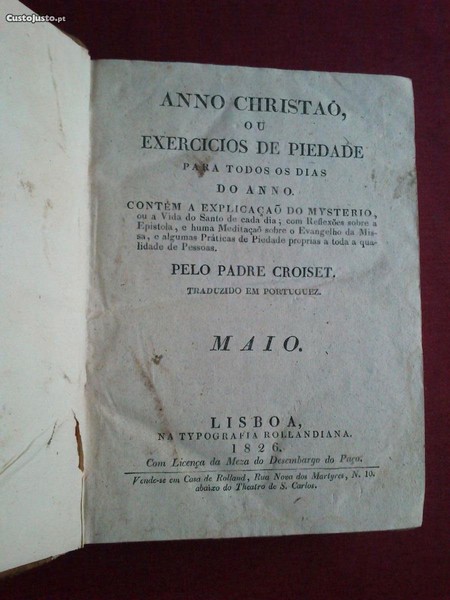 CustoJusto.pt
ANNO CHRISTAÕ,
OU
EXERCICIOS DE PIEDADE
PARA TODOS OS DIAS
DO ANNO.
CONTÉM A EXPLICAÇAÕ DO MYSTERIO,
ou a Vida do Santo de cada dia; com Reflexões sobre a
Epistola, e huma Meditaçaõ sobre o Evangelho da Mis-
sa, e algumas Práticas de Piedade proprias a toda a qua-
lidade de Pessoas.
PELO PADRE CROISET.
TRADUZIDO EM PORTUGUEZ.
MAIO.
LISBOA,
NA TYPOGRAFIA ROLLANDIANA.
1826.
Com Licença da Meza do Desembargo do Paço.
Vende-se em Casa de Rolland, Rua Nova dos Martyres, N. 10.
abaixo do Theatro de S. Carlos.